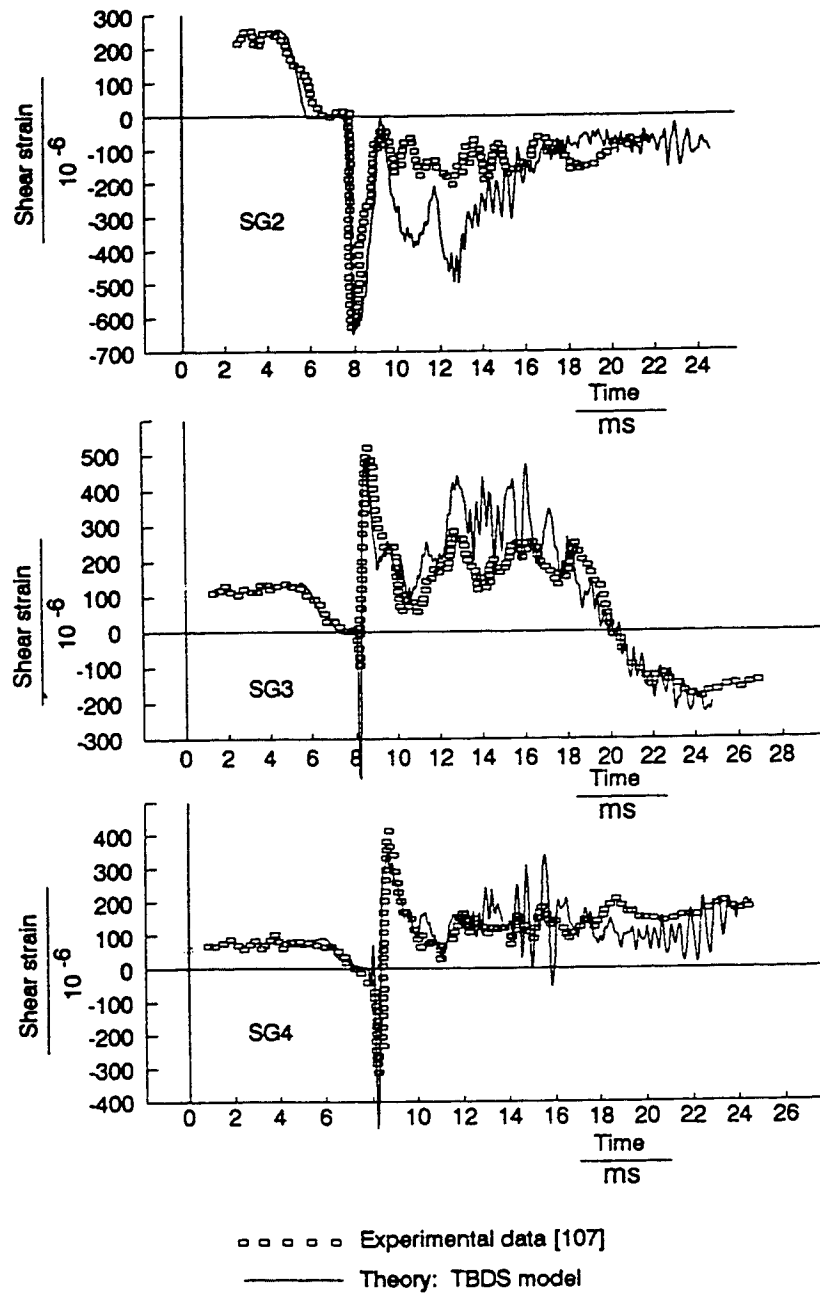 300
200
100
0
-100
-200
-300
-400
-500
-600
-700
Shear strain
10 -6
SG2
0 2 4 6 8 10 12 14 16 18 20 22 24
Time
ms
500
400
300
200
100
0
-100
-200
-300
Shear strain
10 -6
SG3
0 2 4 6 8 10 12 14 16 18 20 22 24 26 28
Time
ms
400
300
200
100
0
-100
-200
-300
-400
Shear strain
10 -6
SG4
0 2 4 6 8 10 12 14 16 18 20 22 24 26
Time
ms
Experimental data [107]
Theory: TBDS model